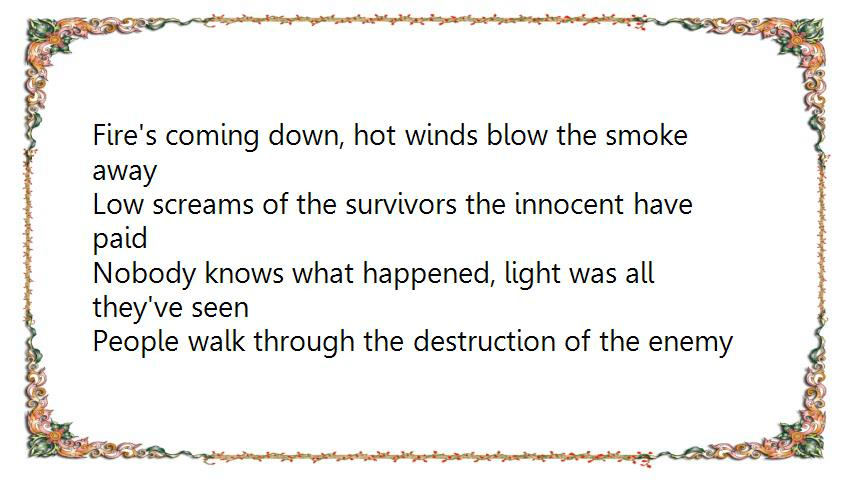 Fire's coming down, hot winds blow the smoke
away
Low screams of the survivors the innocent have
paid
Nobody knows what happened, light was all
they've seen
People walk through the destruction of the enemy